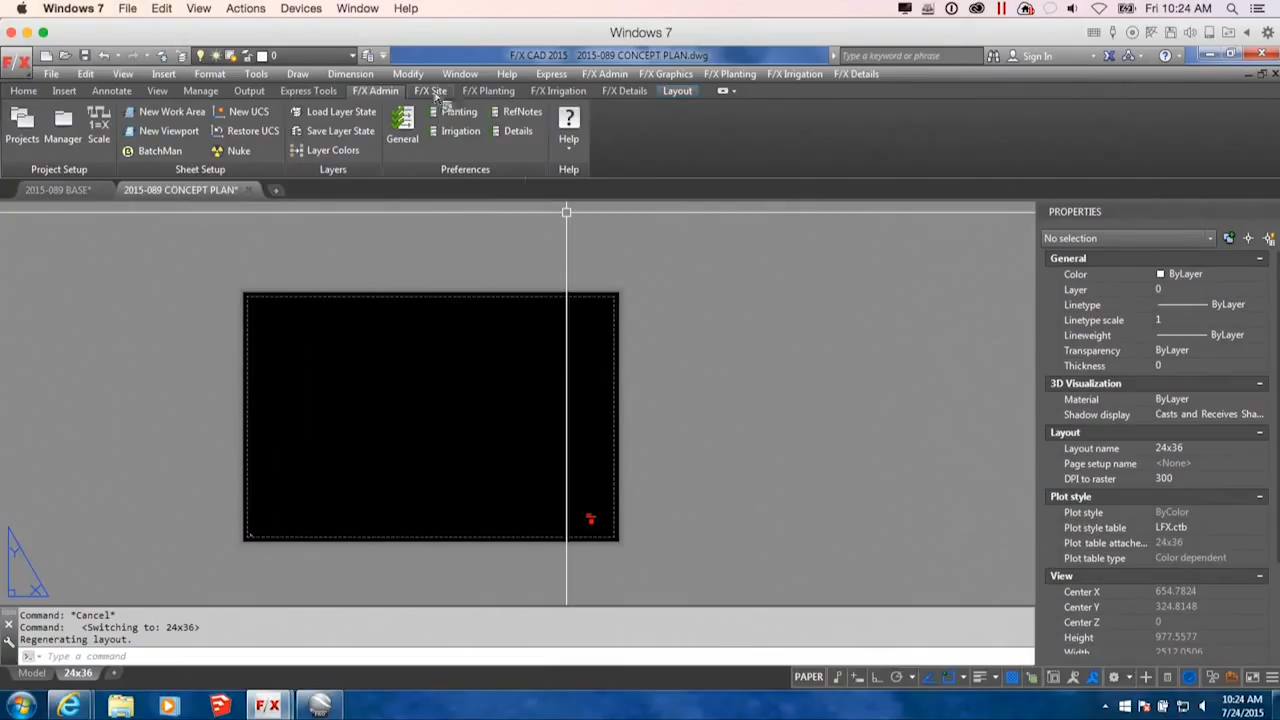 Windows 7 File Edit View Actions Devices Window Help Fri 10:24 AM
Windows 7
F/X 0 F/X CAD 2015 2015-089 CONCEPT PLAN.dwg Type a keyword or phrase Sign In
File Edit View Insert Format Tools Draw Dimension Modify Window Help Express F/X Admin F/X Graphics F/X Planting F/X Irrigation F/X Details
Home Insert Annotate View Manage Output Express Tools F/X Admin F/X Site F/X Planting F/X Irrigation F/X Details Layout
New Work Area New UCS Load Layer State Planting RefNotes
Projects Manager Scale New Viewport Restore UCS Save Layer State General Irrigation Details Help
BatchMan Nuke Layer Colors
Project Setup Sheet Setup Layers Preferences Help
2015-089 BASE* 2015-089 CONCEPT PLAN*
PROPERTIES
No selection
General
Color ByLayer
Layer 0
Linetype ByLayer
Linetype scale 1
Lineweight ByLayer
Transparency ByLayer
Thickness 0
3D Visualization
Material ByLayer
Shadow display Casts and Receives Sha...
Layout
Layout name 24x36
Page setup name <None>
DPI to raster 300
Plot style
Plot style ByColor
Plot style table LFX.ctb
Plot table attache... 24x36
Plot table type Color dependent
View
Center X 654.7824
Center Y 324.8148
Center Z 0
Height 977.5577
Width 2512.0506
Y X
Command: *Cancel*
Command: <Switching to: 24x36>
Regenerating layout.
Type a command
Model 24x36 PAPER
F/X 10:24 AM
7/24/2015